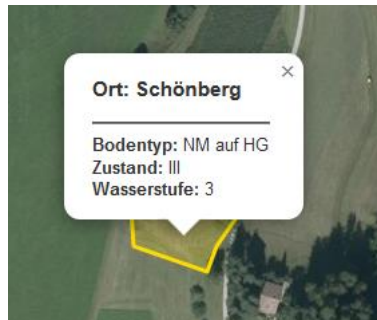 Ort: Schönberg
Bodentyp: NM auf HG
Zustand: III
Wasserstufe: 3